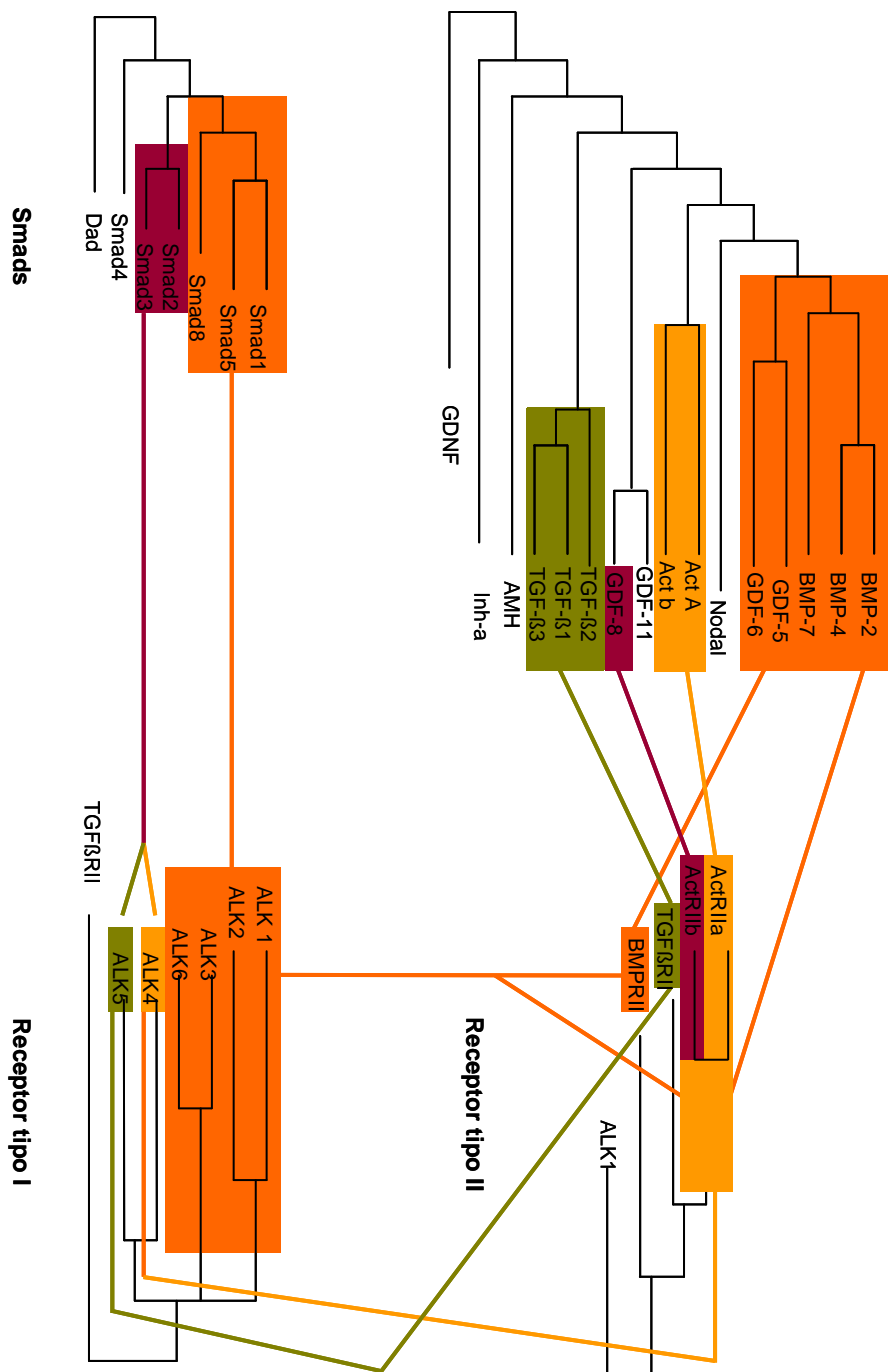 BMP-2
BMP-4
BMP-7
GDF-5
GDF-6
Nodal
Act A
Act b
GDF-11
GDF-8
TGF-ß2
TGF-ß1
TGF-ß3
AMH
Inh-a
GDNF
ActRIIa
ActRIIb
TGFßRII
BMPRII
ALK1
Receptor tipo II
Smad1
Smad5
Smad8
Smad2
Smad3
Smad4
Dad
Smads
ALK 1
ALK2
ALK3
ALK6
ALK4
ALK5
TGFßRII
Receptor tipo I